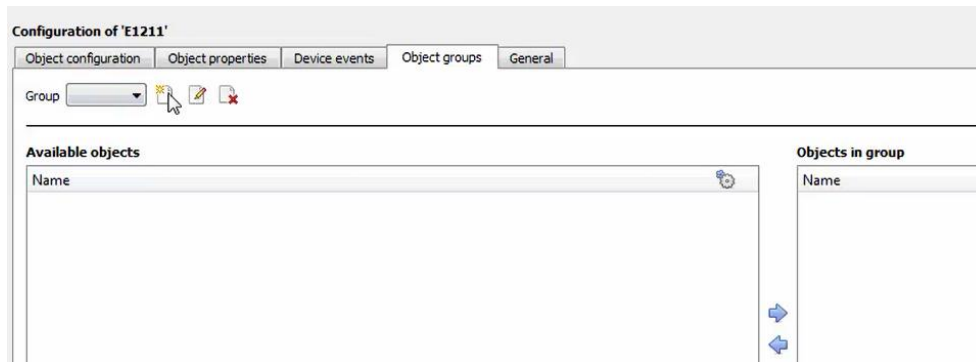 Configuration of 'E1211'
Object configuration Object properties Device events Object groups General
Group
Available objects Objects in group
Name Name